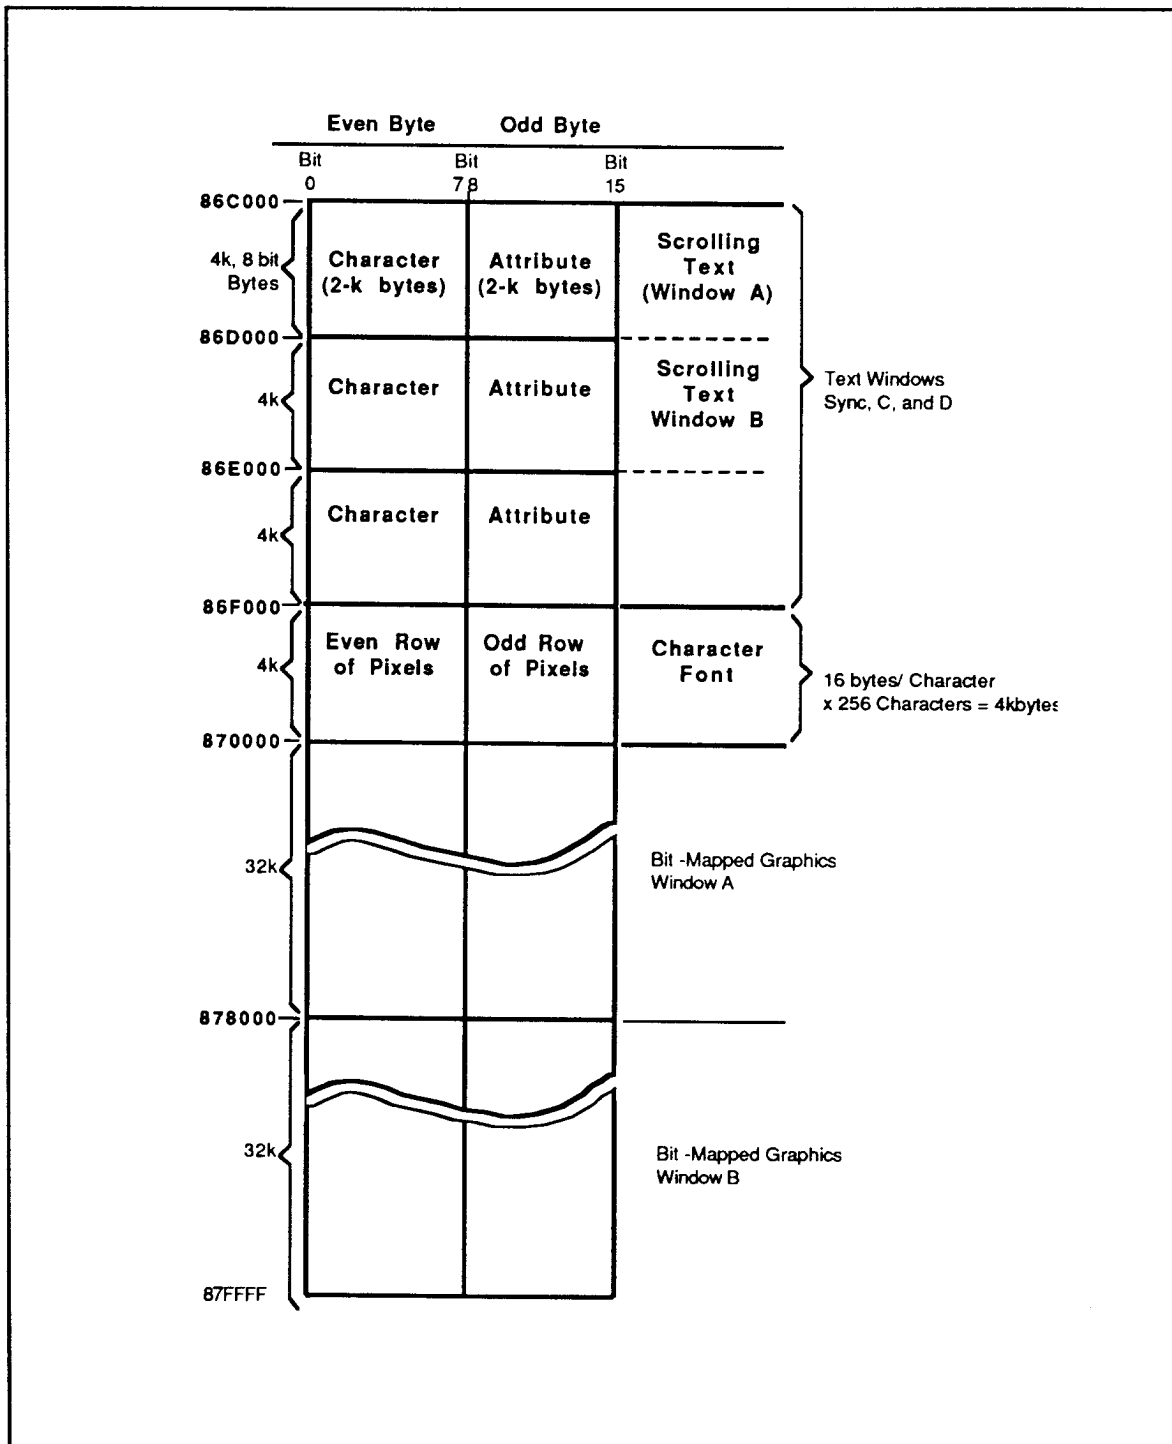 Even Byte Odd Byte
Bit Bit Bit
0 7 8 15
86C000
4k, 8 bit
Bytes
Character
(2-k bytes)
Attribute
(2-k bytes)
Scrolling
Text
(Window A)
86D000
4k
Character
Attribute
Scrolling
Text
Window B
Text Windows
Sync, C, and D
86E000
4k
Character
Attribute
86F000
4k
Even Row
of Pixels
Odd Row
of Pixels
Character
Font
16 bytes/ Character
x 256 Characters = 4kbytes
870000
32k
Bit -Mapped Graphics
Window A
878000
32k
Bit -Mapped Graphics
Window B
87FFFF